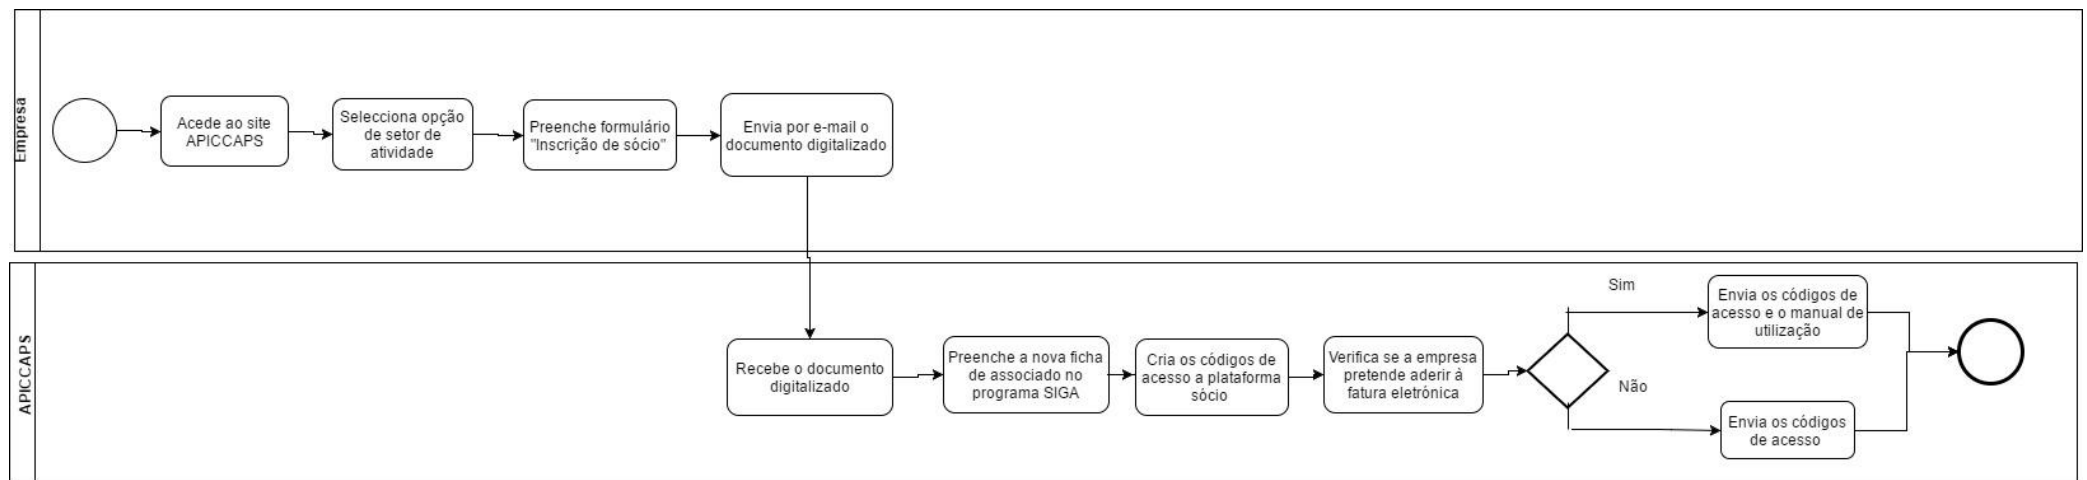 Empresa
Acede ao site
APICCAPS
Selecciona opção
de setor de
atividade
Preenche formulário
"Inscrição de sócio"
Envia por e-mail o
documento digitalizado
APICCAPS
Recebe o documento
digitalizado
Preenche a nova ficha
de associado no
programa SIGA
Cria os códigos de
acesso a plataforma
sócio
Verifica se a empresa
pretende aderir à
fatura eletrónica
Sim
Envia os códigos de
acesso e o manual de
utilização
Não
Envia os códigos
de acesso